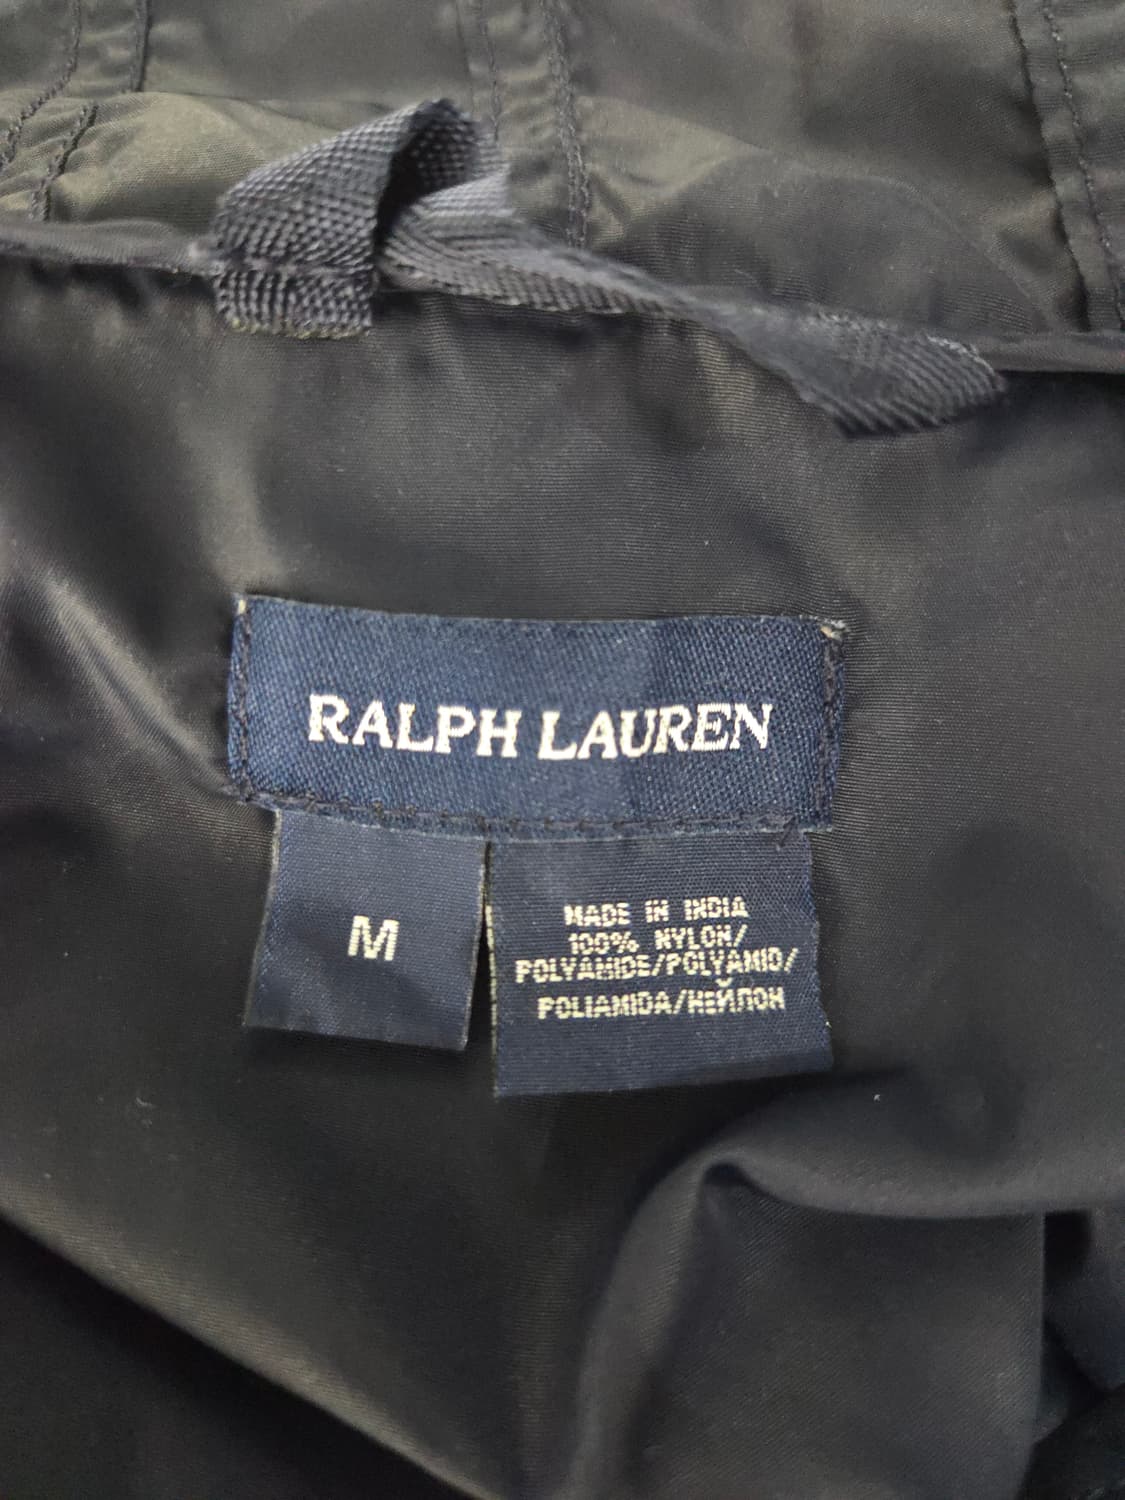 RALPH LAUREN
M
MADE IN INDIA
100% NYLON/
POLYAMIDE/POLYAMID/
POLIAMIDA/НЕЙЛОН